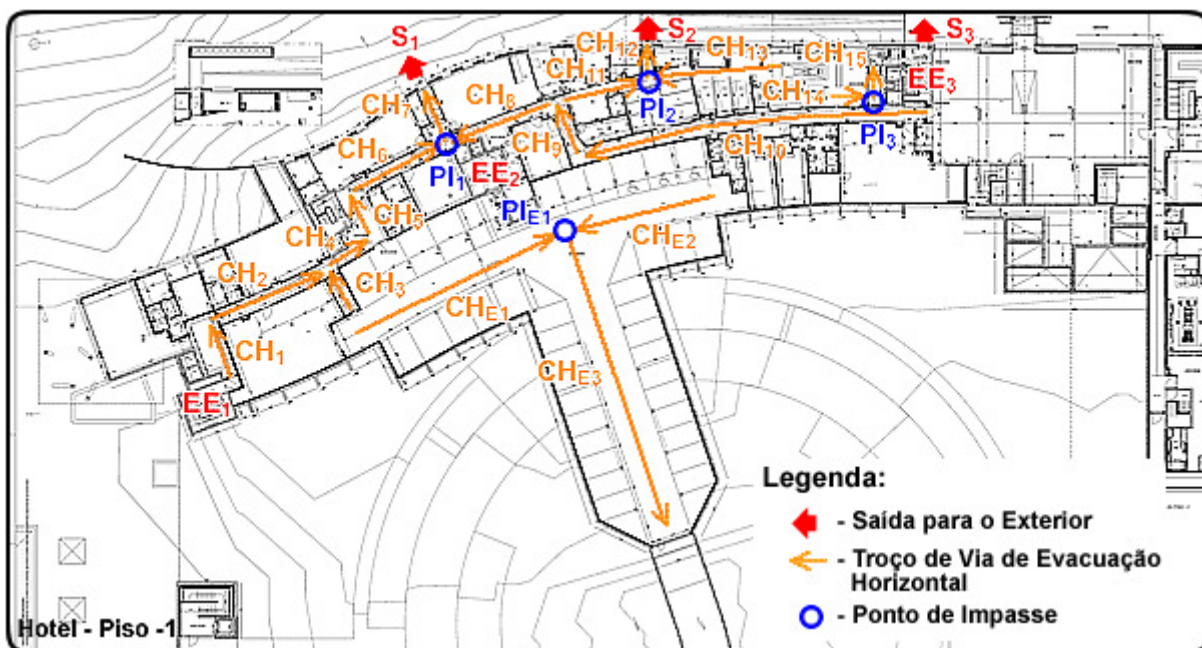 S1
S2
S3
CH12
CH13
CH15
CH11
EE3
CH7
CH8
CH14
PI2
CH9
PI3
CH6
CH10
PI1
EE2
CH5
PIE1
CH4
CHE2
CH2
CH3
CHE1
CH1
CHE3
EE1
Legenda:
- Saída para o Exterior
- Troço de Via de Evacuação
Horizontal
- Ponto de Impasse
Hotel - Piso -1